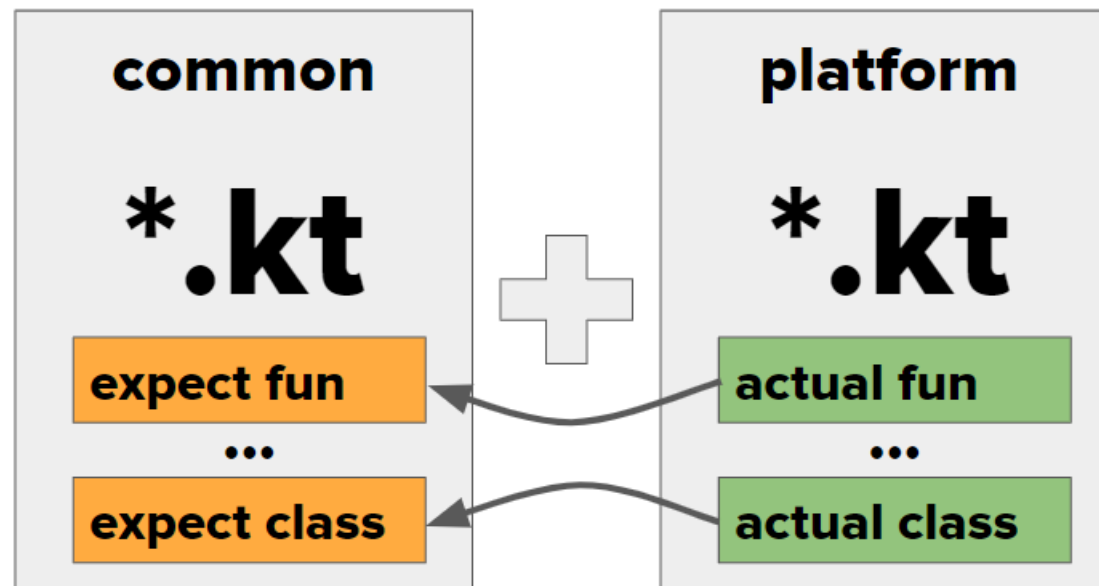 common
*.kt
expect fun
...
expect class
platform
*.kt
actual fun
...
actual class